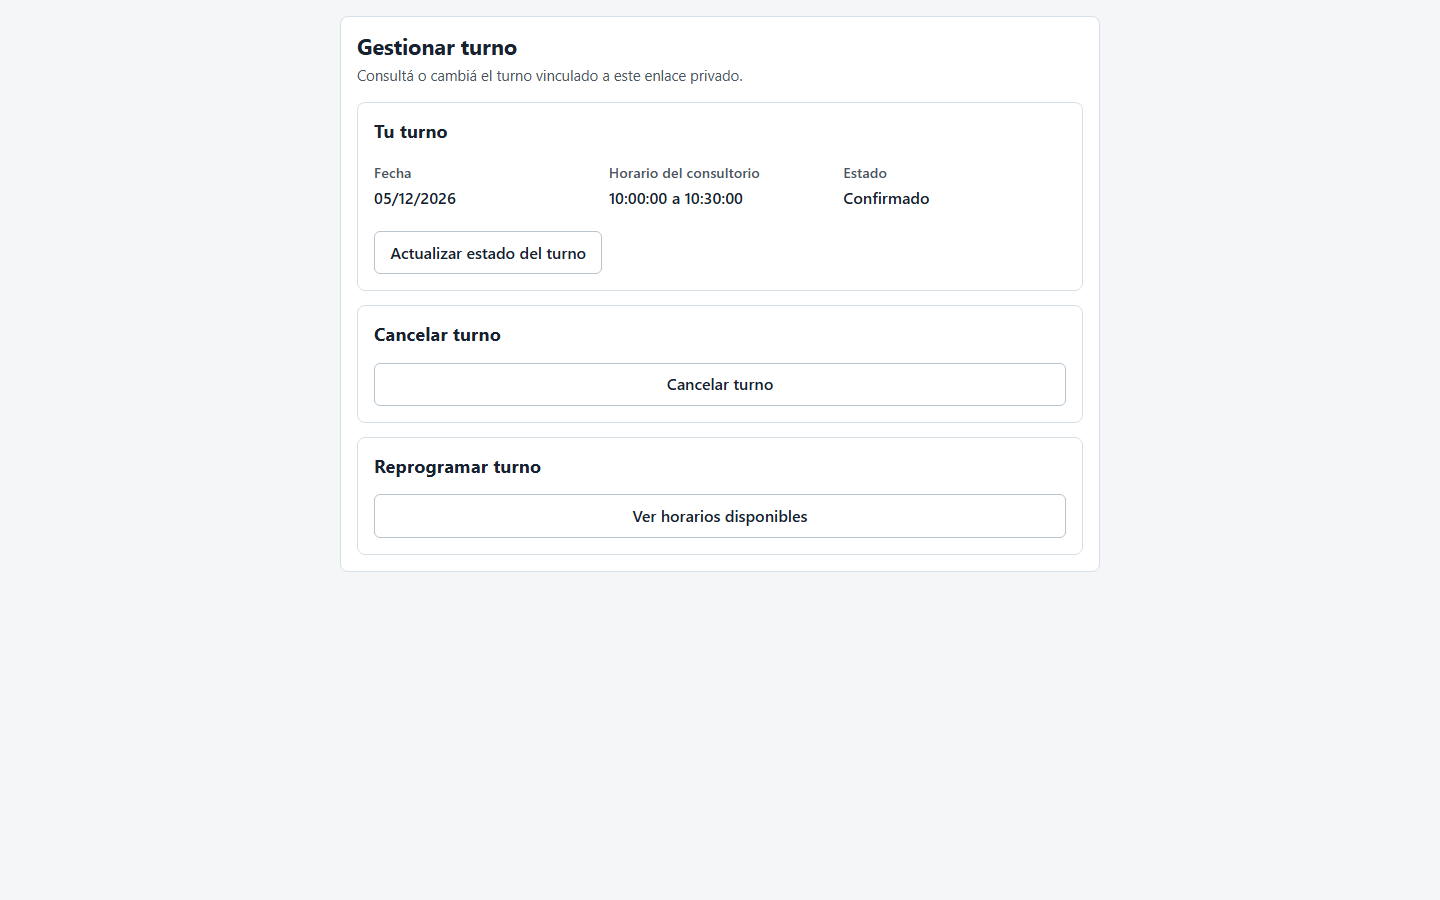 Gestionar turno
Consultá o cambiá el turno vinculado a este enlace privado.
Tu turno
Fecha
05/12/2026
Horario del consultorio
10:00:00 a 10:30:00
Estado
Confirmado
Actualizar estado del turno
Cancelar turno
Cancelar turno
Reprogramar turno
Ver horarios disponibles